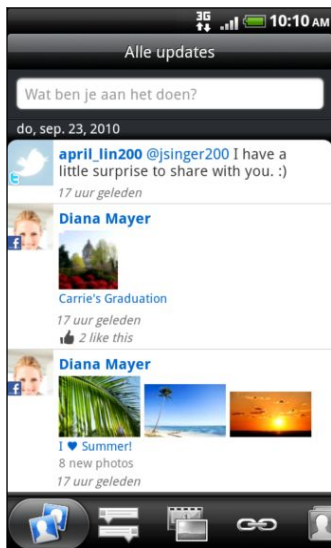 3G 10:10 AM
Alle updates
Wat ben je aan het doen?
do, sep. 23, 2010
april_lin200 @jsinger200 I have a
little surprise to share with you. :)
17 uur geleden
Diana Mayer
Carrie's Graduation
17 uur geleden
2 like this
Diana Mayer
I ♥ Summer!
8 new photos
17 uur geleden